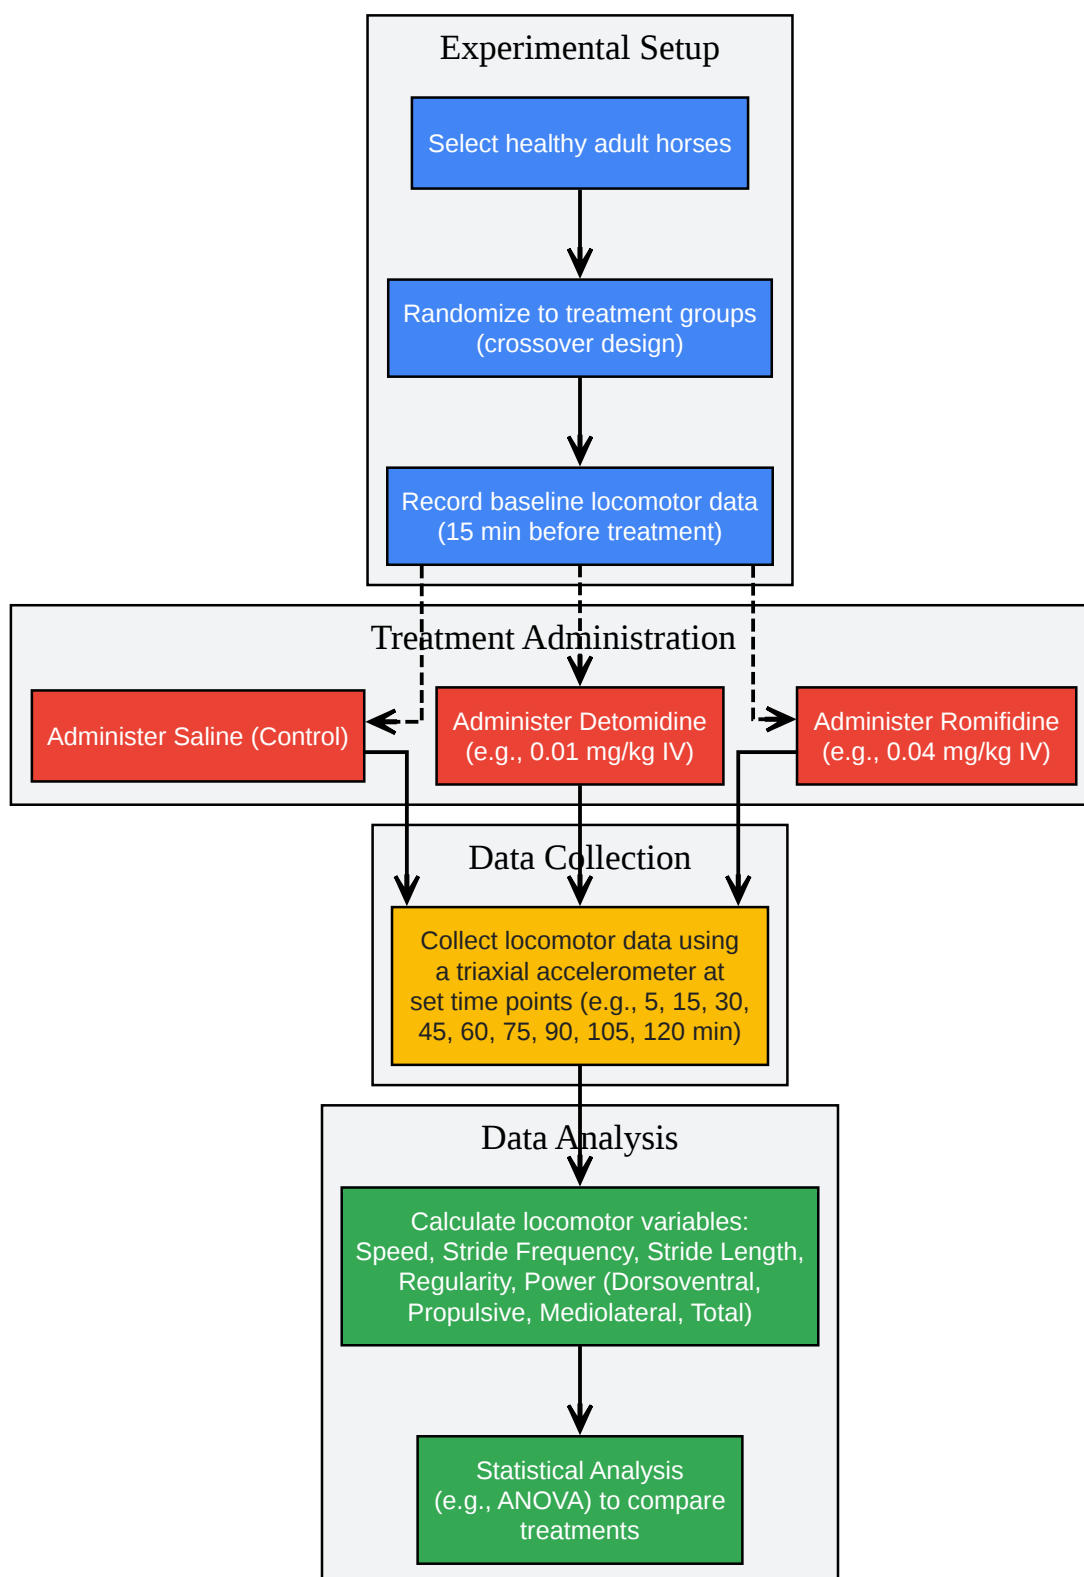 Experimental Setup
Select healthy adult horses
Randomize to treatment groups
(crossover design)
Record baseline locomotor data
(15 min before treatment)
Treatment Administration
Administer Saline (Control)
Administer Detomidine
(e.g., 0.01 mg/kg IV)
Administer Romifidine
(e.g., 0.04 mg/kg IV)
Data Collection
Collect locomotor data using
a triaxial accelerometer at
set time points (e.g., 5, 15, 30,
45, 60, 75, 90, 105, 120 min)
Data Analysis
Calculate locomotor variables:
Speed, Stride Frequency, Stride Length,
Regularity, Power (Dorsoventral,
Propulsive, Mediolateral, Total)
Statistical Analysis
(e.g., ANOVA) to compare
treatments